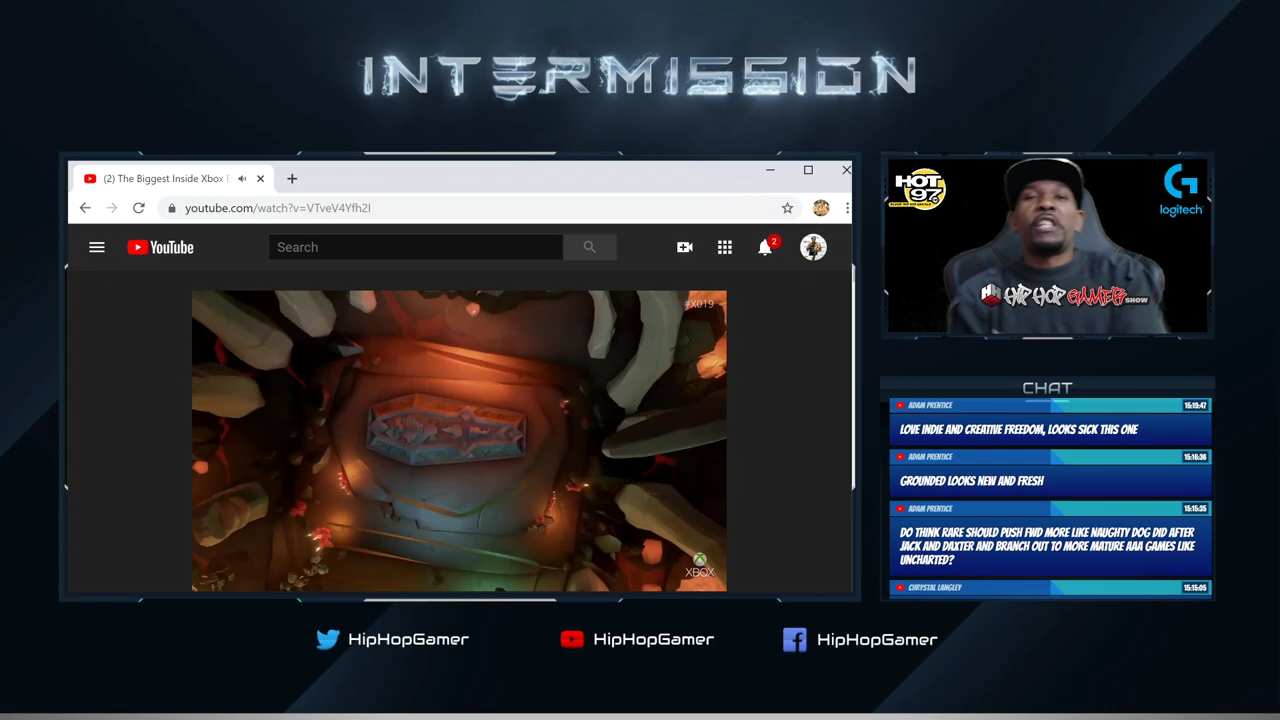 INTERMISSION
(2) The Biggest Inside Xbox E
youtube.com/watch?v=VTveV4Yfh2I
YouTube
Search
2
#X019
XBOX
HOT
97
logitech
HIP HOP GAMER SHOW
CHAT
ADAM PRENTICE 15:19:47
LOVE INDIE AND CREATIVE FREEDOM, LOOKS SICK THIS ONE
ADAM PRENTICE 15:16:36
GROUNDED LOOKS NEW AND FRESH
ADAM PRENTICE 15:15:35
DO THINK RARE SHOULD PUSH FWD MORE LIKE NAUGHTY DOG DID AFTER
JACK AND DAXTER AND BRANCH OUT TO MORE MATURE AAA GAMES LIKE
UNCHARTED?
CHRYSTAL LANGLEY 15:15:05
HipHopGamer
HipHopGamer
HipHopGamer